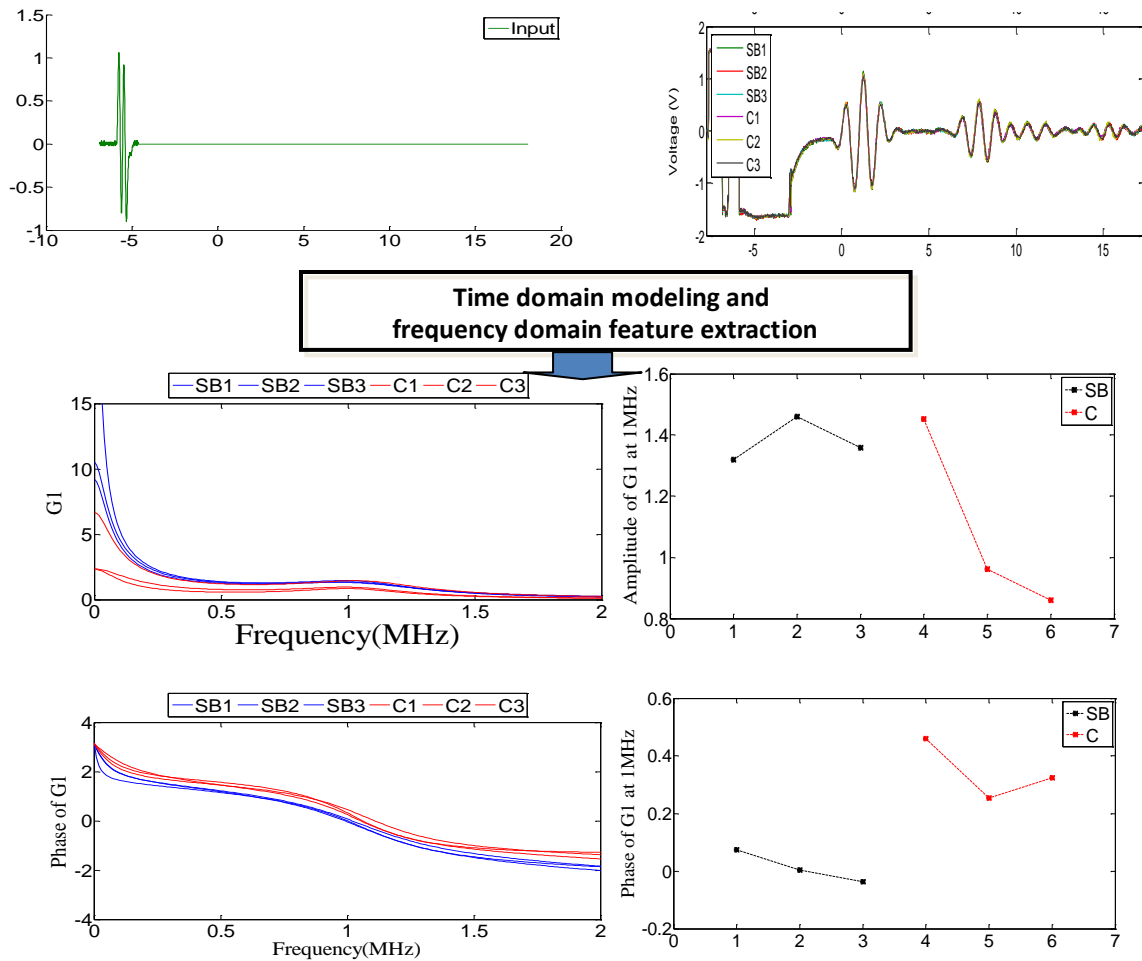 1.5
1
0.5
0
-0.5
-1
-10 -5 0 5 10 15 20
Input
2
1
0
-1
-2
Voltage (V)
SB1
SB2
SB3
C1
C2
C3
-5 0 5 10 15
Time domain modeling and
frequency domain feature extraction
SB1 SB2 SB3 C1 C2 C3
15
10
5
0
G1
0 0.5 1 1.5 2
Frequency(MHz)
1.6
1.4
1.2
1
0.8
Amplitude of G1 at 1MHz
0 1 2 3 4 5 6 7
SB
C
SB1 SB2 SB3 C1 C2 C3
4
2
0
-2
-4
Phase of G1
0 0.5 1 1.5 2
Frequency(MHz)
0.6
0.4
0.2
0
-0.2
Phase of G1 at 1MHz
0 1 2 3 4 5 6 7
SB
C